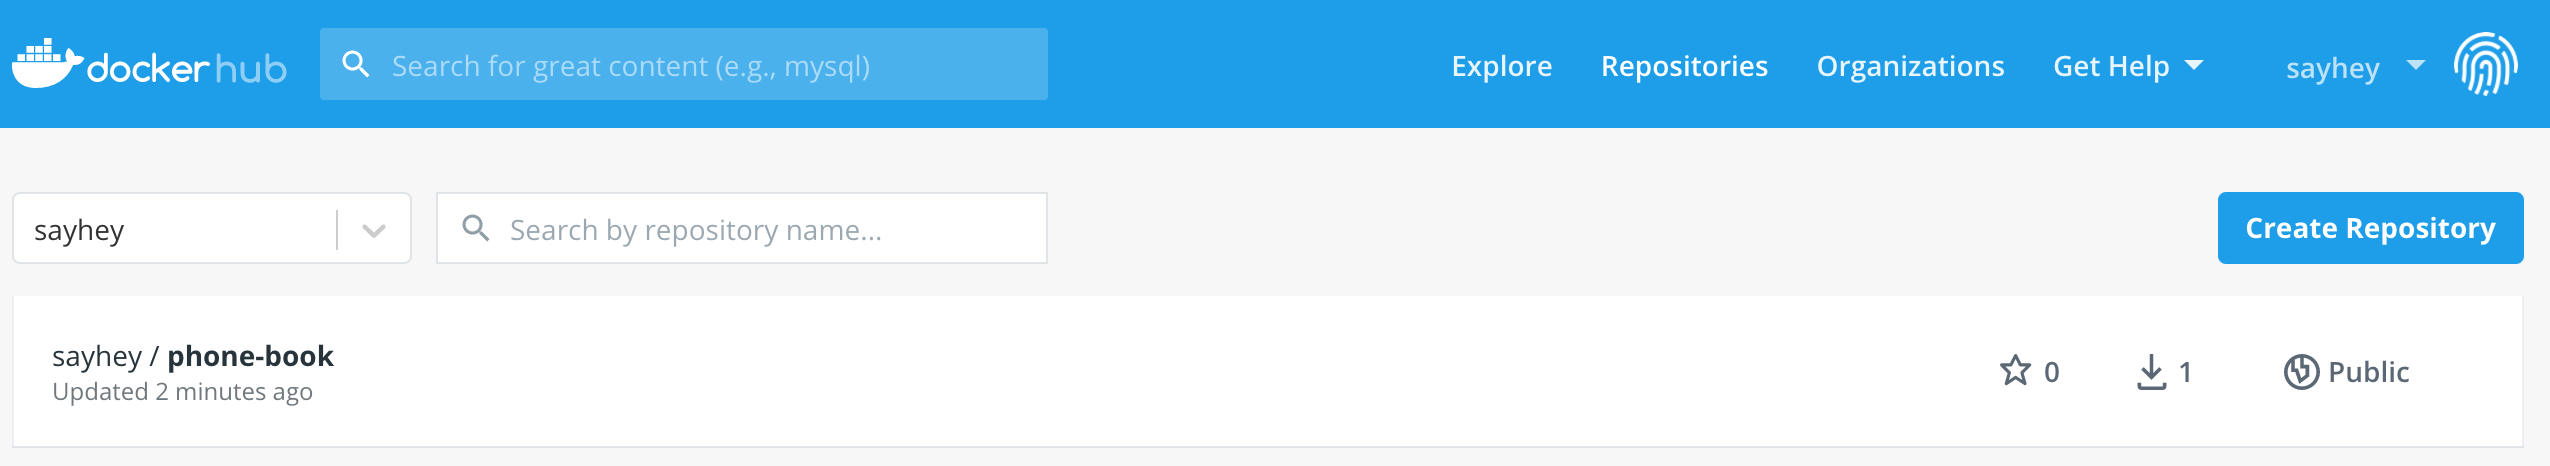 docker hub
Search for great content (e.g., mysql)
Explore
Repositories
Organizations
Get Help
sayhey
sayhey
Search by repository name...
Create Repository
sayhey / phone-book
Updated 2 minutes ago
0
1
Public